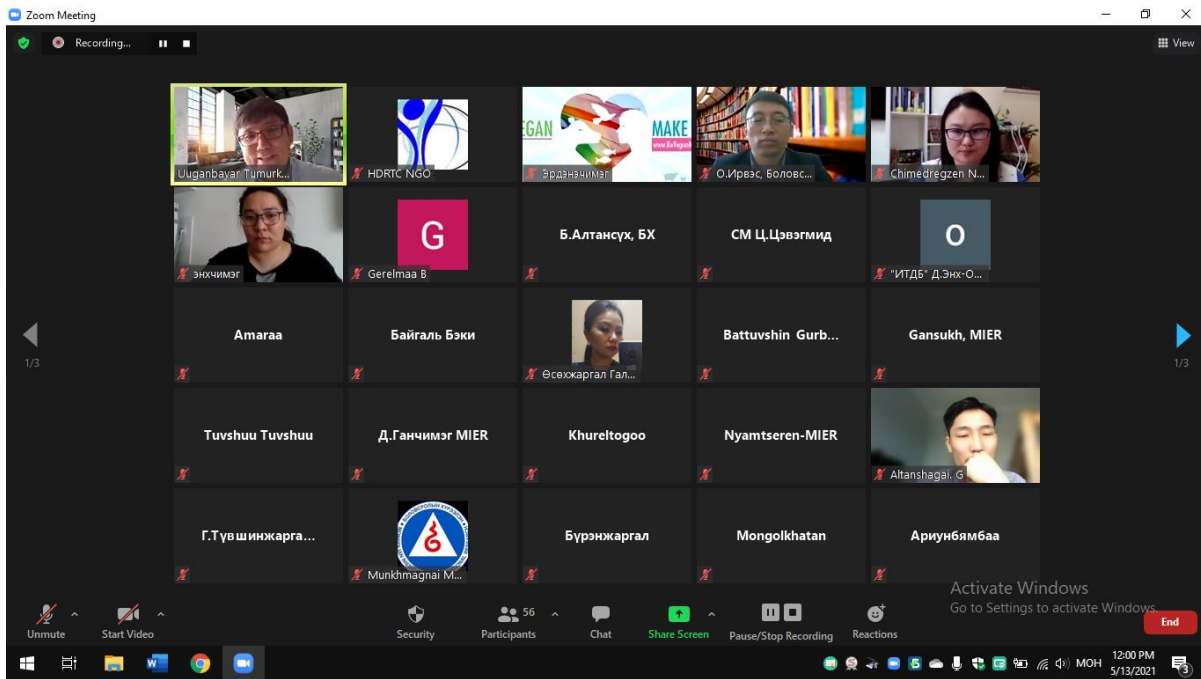 Zoom Meeting
Recording...
View
Uuganbayar Tumurk...
HDRTC NGO
EGAN
MAKE
Эрдэнэчимэг
О.Ирвэс, Боловс...
Chimedregzen N...
энхчимэг
G
Gerelmaa B
Б.Алтансүх, БХ
СМ Ц.Цэвэгмид
О
"ИТДБ" Д.Энх-О...
Amaraa
Байгаль Бэки
Өсөхжаргал Гал...
Battuvshin Gurb...
Gansukh, MIER
1/3
1/3
Tuvshuu Tuvshuu
Д.Ганчимэг MIER
Khureltogoo
Nyamtseren-MIER
Altanshagai. G
Г.Түвшинжарга...
Munkhmagnai M...
Бүрэнжаргал
Mongolkhatan
Ариунбямбаа
Activate Windows
Go to Settings to activate Windows.
Unmute
Start Video
Security
Participants
56
Chat
Share Screen
Pause/Stop Recording
Reactions
End
МОН
12:00 PM
5/13/2021
3